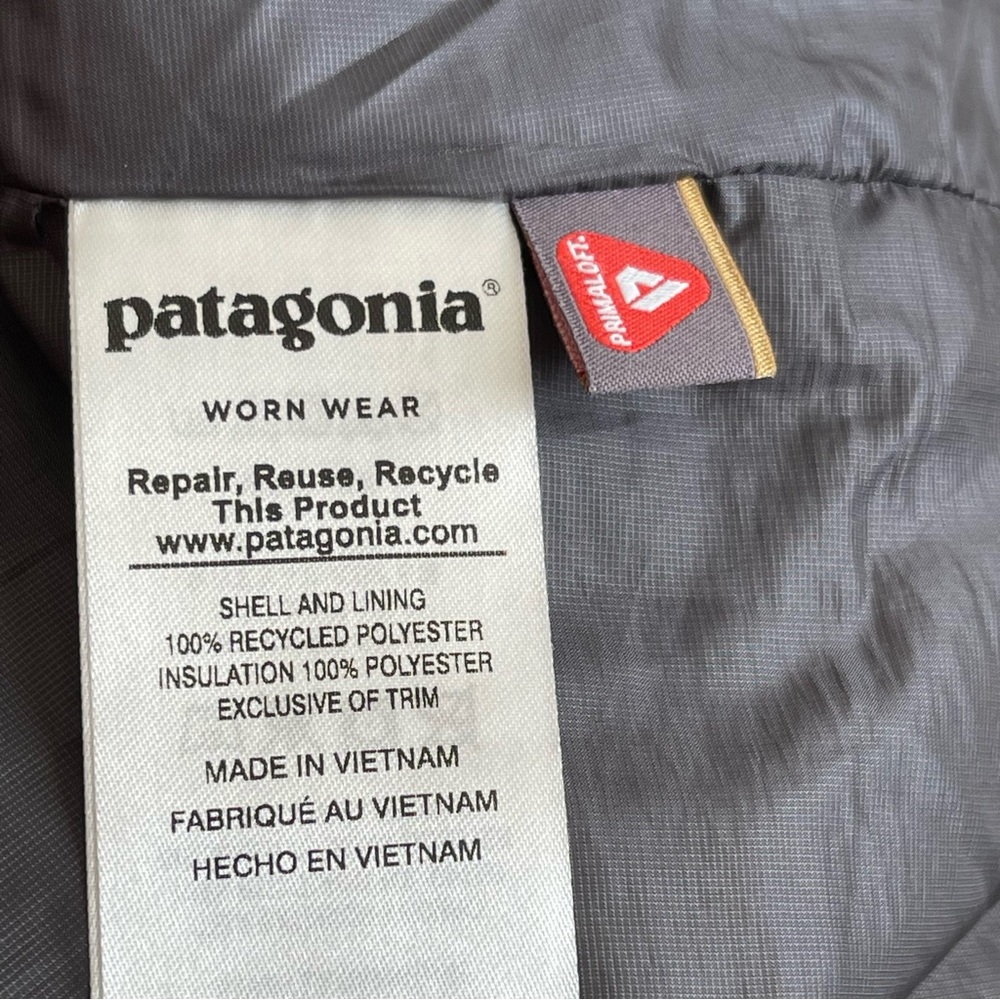 patagonia®
WORN WEAR
Repair, Reuse, Recycle
This Product
www.patagonia.com
SHELL AND LINING
100% RECYCLED POLYESTER
INSULATION 100% POLYESTER
EXCLUSIVE OF TRIM
MADE IN VIETNAM
FABRIQUÉ AU VIETNAM
HECHO EN VIETNAM
PRIMALOFT®